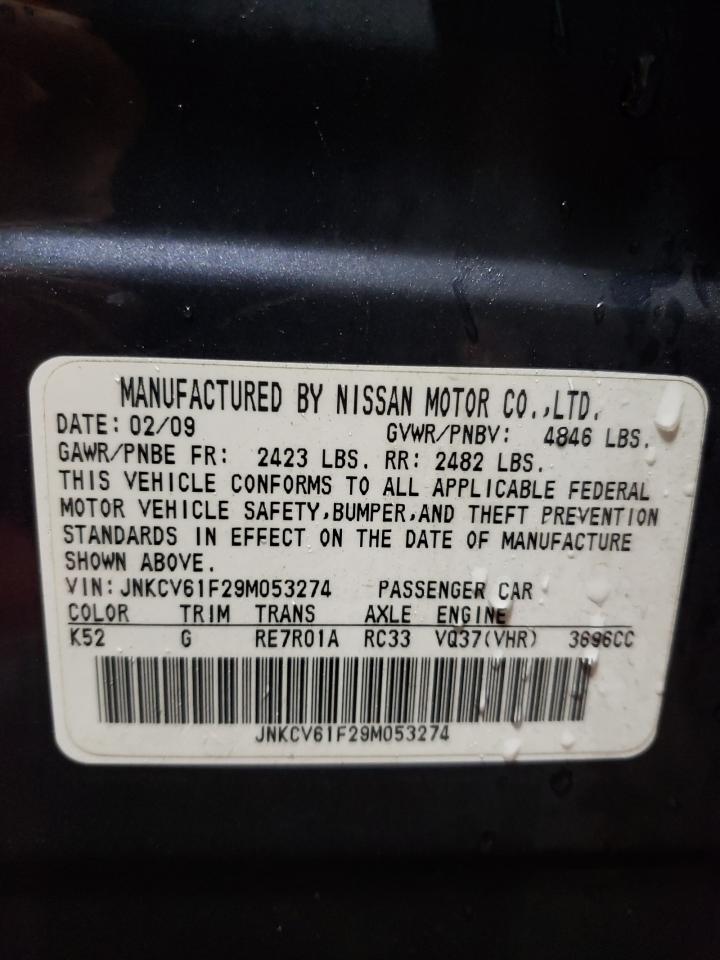 MANUFACTURED BY NISSAN MOTOR CO.,LTD.
DATE: 02/09 GVWR/PNBV: 4846 LBS.
GAWR/PNBE FR: 2423 LBS. RR: 2482 LBS.
THIS VEHICLE CONFORMS TO ALL APPLICABLE FEDERAL
MOTOR VEHICLE SAFETY,BUMPER,AND THEFT PREVENTION
STANDARDS IN EFFECT ON THE DATE OF MANUFACTURE
SHOWN ABOVE.
VIN: JNKCV61F29M053274 PASSENGER CAR
COLOR TRIM TRANS AXLE ENGINE
K52 G RE7R01A RC33 VQ37(VHR) 3696CC
JNKCV61F29M053274